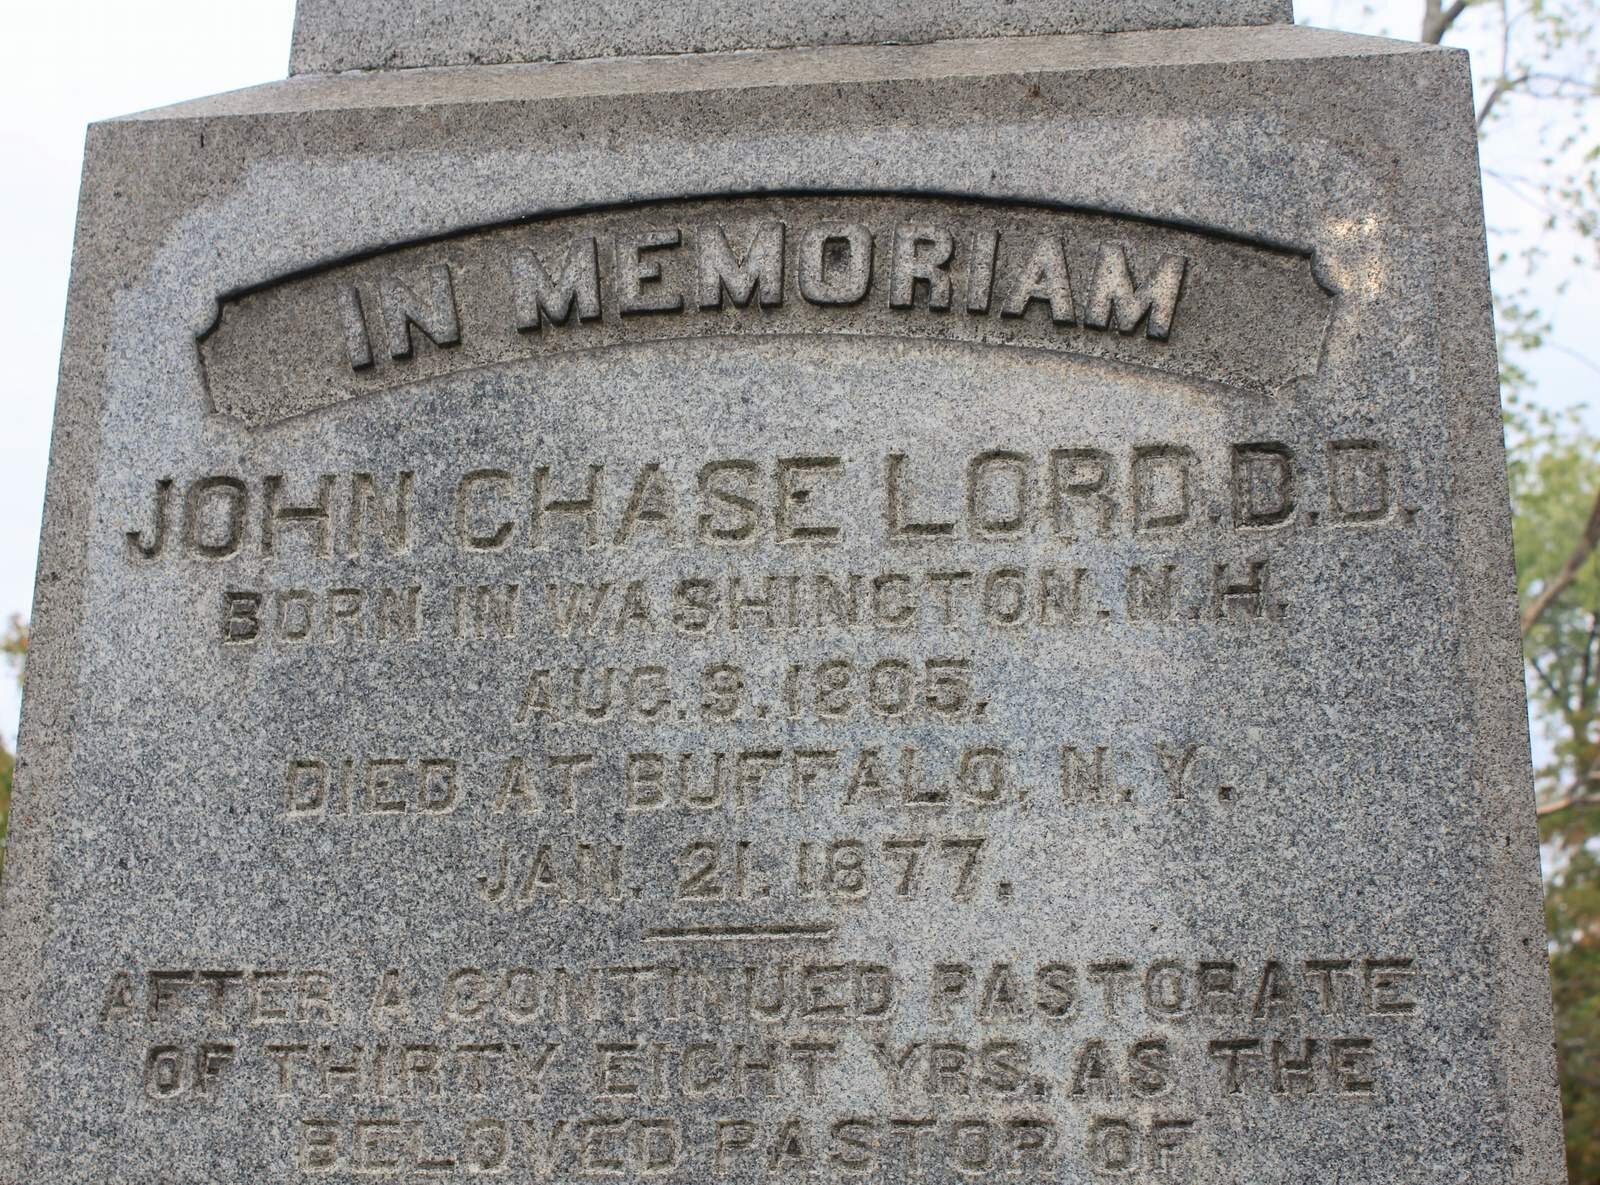 IN MEMORIAM
JOHN CHASE LORD.D.D.
BORN IN WASHINGTON.N.H.
AUG.9.1805.
DIED AT BUFFALO, N.Y.
JAN. 21. 1877.
AFTER A CONTINUED PASTORATE
OF THIRTY EIGHT YRS. AS THE
BELOVED PASTOR OF